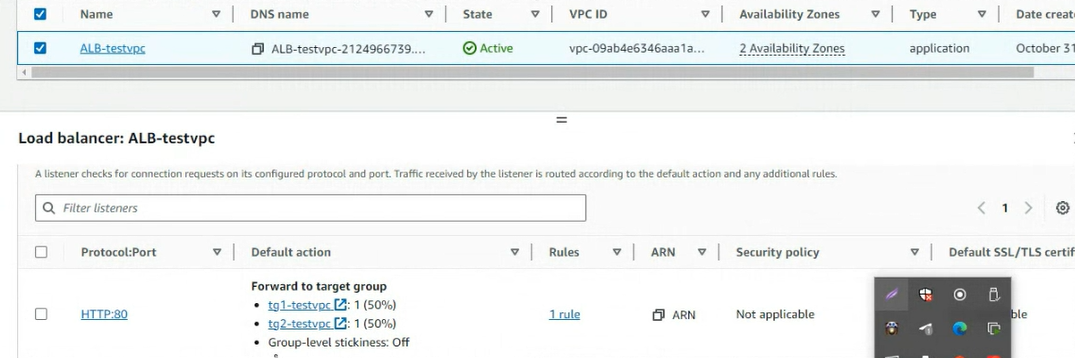 Name DNS name State VPC ID Availability Zones Type Date create
ALB-testvpc ALB-testvpc-2124966739.... Active vpc-09ab4e6346aaa1a... 2 Availability Zones application October 31
Load balancer: ALB-testvpc
A listener checks for connection requests on its configured protocol and port. Traffic received by the listener is routed according to the default action and any additional rules.
Filter listeners 1
Protocol:Port Default action Rules ARN Security policy Default SSL/TLS certif
Forward to target group
• tg1-testvpc: 1 (50%)
HTTP:80 1 rule ARN Not applicable ble
• tg2-testvpc: 1 (50%)
• Group-level stickiness: Off